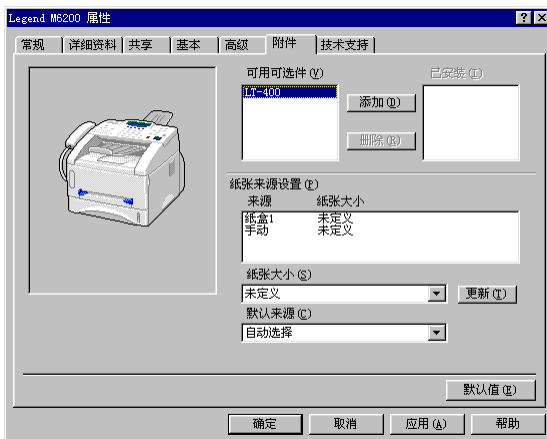 Legend M6200 属性
常规 详细资料 共享 基本 高级 附件 技术支持
可用可选件(V)
已安装(I)
LT-400
添加(D)
删除(R)
纸张来源设置(P)
来源 纸张大小
纸盒1 未定义
手动 未定义
纸张大小(S)
未定义
更新(T)
默认来源(C)
自动选择
默认值(E)
确定 取消 应用(A) 帮助